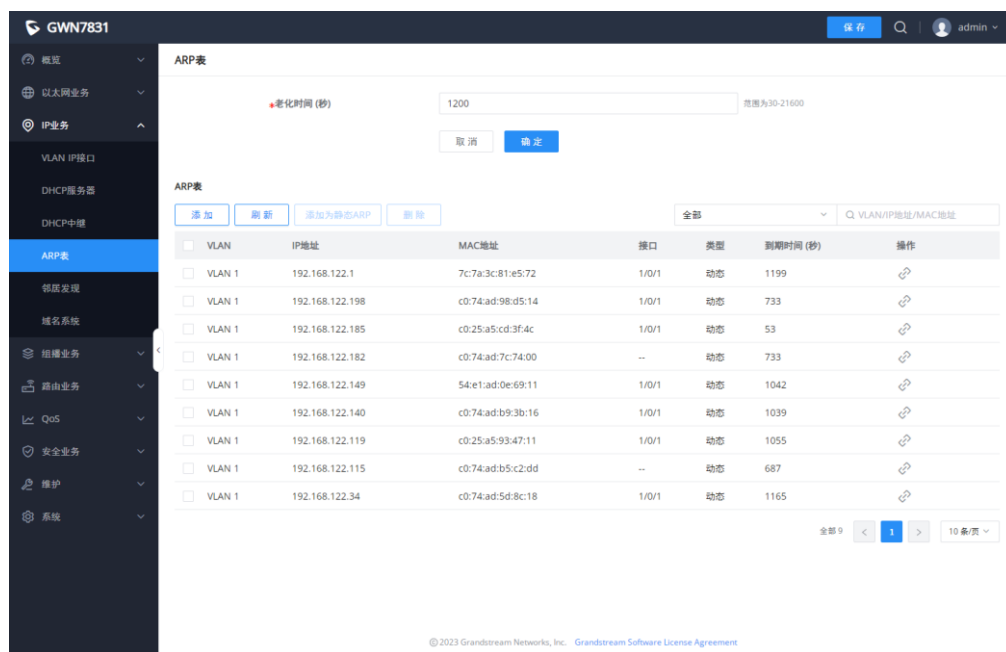 GWN7831
保存
admin
概览
以太网业务
IP业务
VLAN IP接口
DHCP服务器
DHCP中继
ARP表
邻居发现
域名系统
组播业务
路由业务
QoS
安全业务
维护
系统
ARP表
*老化时间 (秒) 1200 范围为30-21600
取消 确定
ARP表
添加 刷新 添加为静态ARP 删除 全部 VLAN/IP地址/MAC地址
VLAN IP地址 MAC地址 接口 类型 到期时间 (秒) 操作
VLAN 1 192.168.122.1 7c:7a:3c:81:e5:72 1/0/1 动态 1199
VLAN 1 192.168.122.198 c0:74:ad:98:d5:14 1/0/1 动态 733
VLAN 1 192.168.122.185 c0:25:a5:cd:3f:4c 1/0/1 动态 53
VLAN 1 192.168.122.182 c0:74:ad:7c:74:00 -- 动态 733
VLAN 1 192.168.122.149 54:e1:ad:0e:69:11 1/0/1 动态 1042
VLAN 1 192.168.122.140 c0:74:ad:b9:3b:16 1/0/1 动态 1039
VLAN 1 192.168.122.119 c0:25:a5:93:47:11 1/0/1 动态 1055
VLAN 1 192.168.122.115 c0:74:ad:b5:c2:dd -- 动态 687
VLAN 1 192.168.122.34 c0:74:ad:5d:8c:18 1/0/1 动态 1165
全部 9 < 1 > 10 条/页
© 2023 Grandstream Networks, Inc. Grandstream Software License Agreement